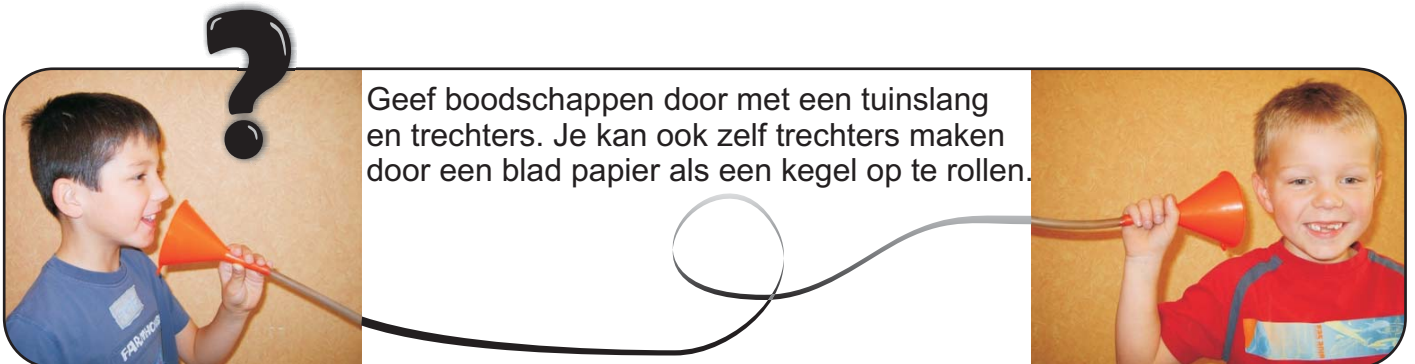 ?
Geef boodschappen door met een tuinslang
en trechters. Je kan ook zelf trechters maken
door een blad papier als een kegel op te rollen.